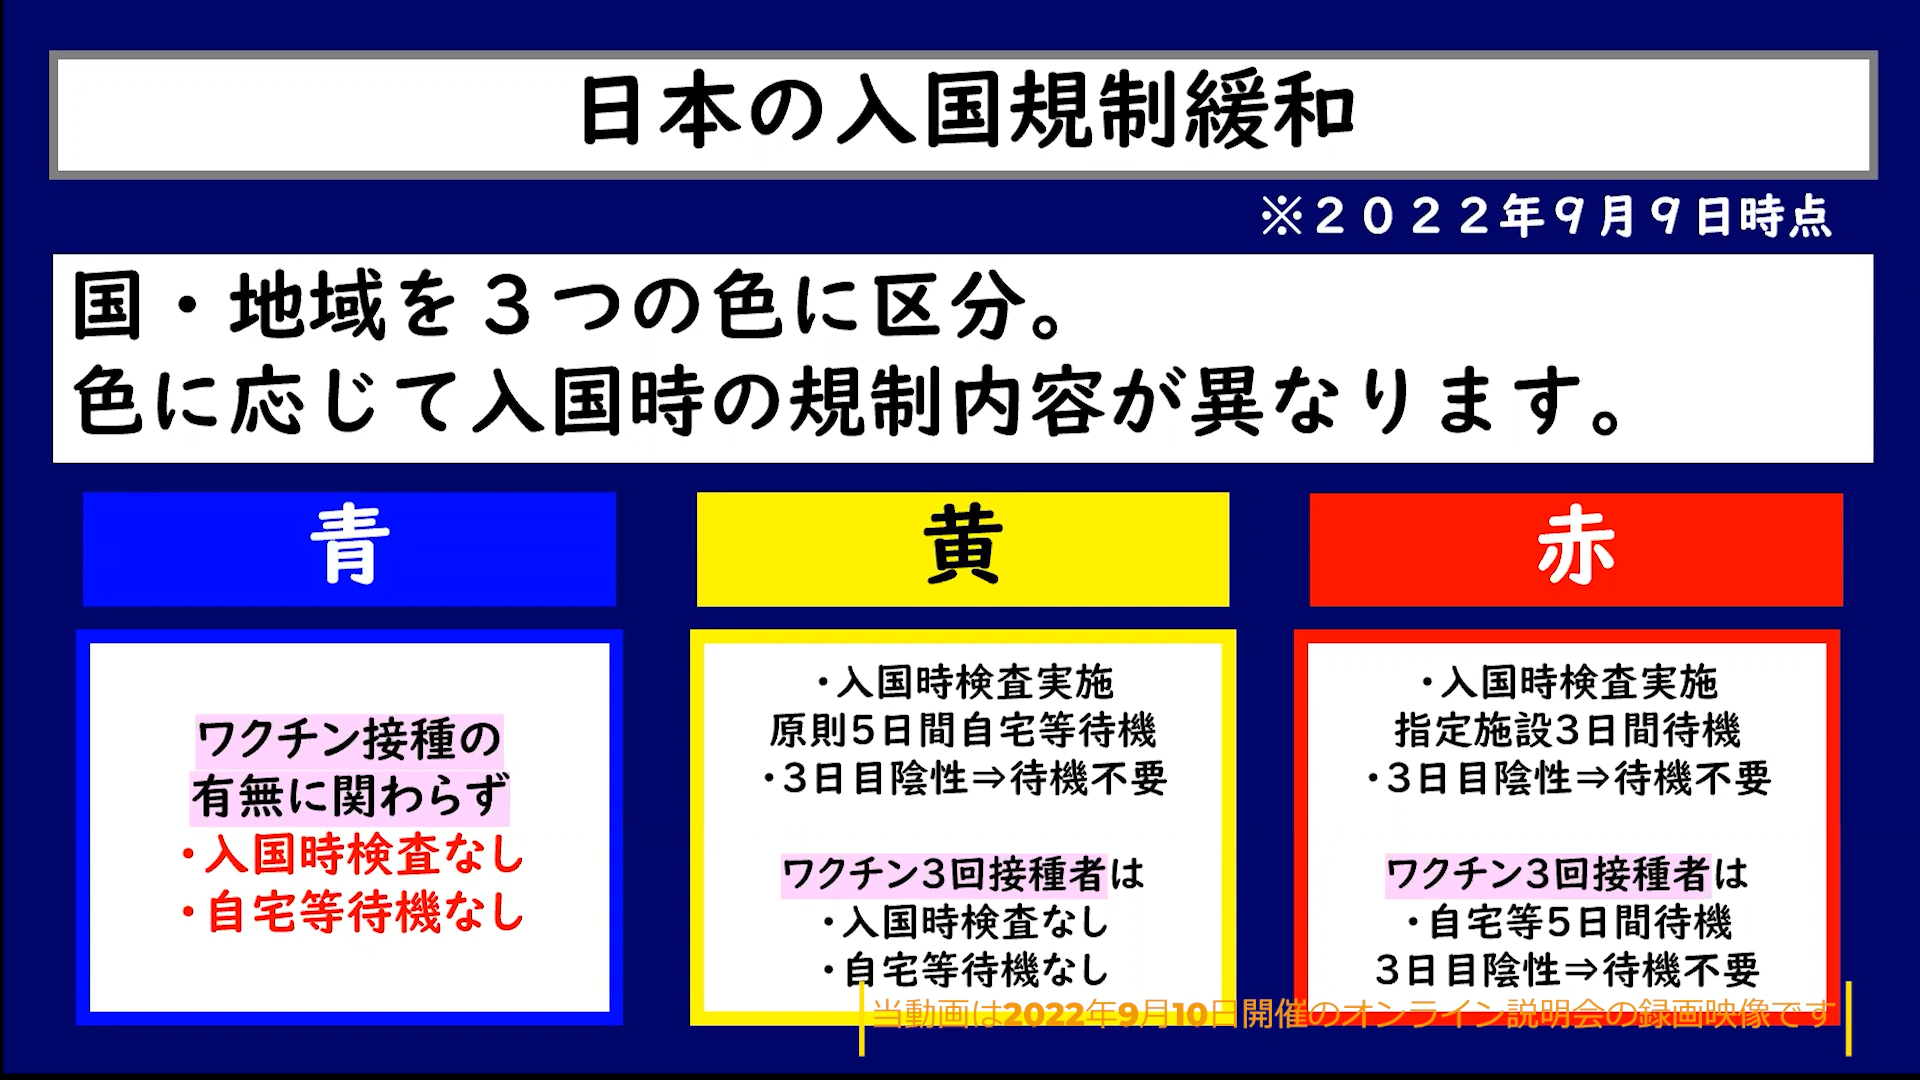 日本の入国規制緩和
※２０２２年９月９日時点
国・地域を３つの色に区分。
色に応じて入国時の規制内容が異なります。
青
ワクチン接種の
有無に関わらず
・入国時検査なし
・自宅等待機なし
黄
・入国時検査実施
原則5日間自宅等待機
・3日目陰性⇒待機不要
ワクチン3回接種者は
・入国時検査なし
・自宅等待機なし
赤
・入国時検査実施
指定施設3日間待機
・3日目陰性⇒待機不要
ワクチン3回接種者は
・自宅等5日間待機
3日目陰性⇒待機不要
当動画は2022年9月10日開催のオンライン説明会の録画映像です